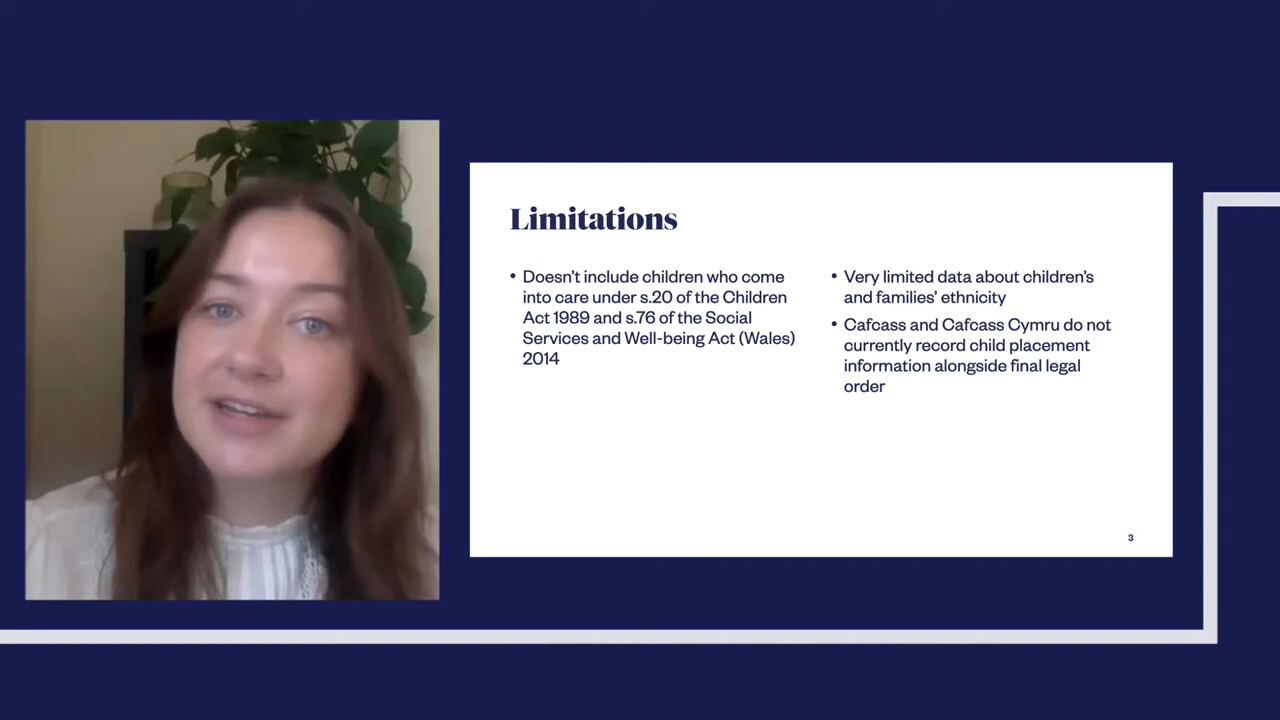 Limitations
• Doesn’t include children who come
into care under s.20 of the Children
Act 1989 and s.76 of the Social
Services and Well-being Act (Wales)
2014
• Very limited data about children’s
and families’ ethnicity
• Cafcass and Cafcass Cymru do not
currently record child placement
information alongside final legal
order
3